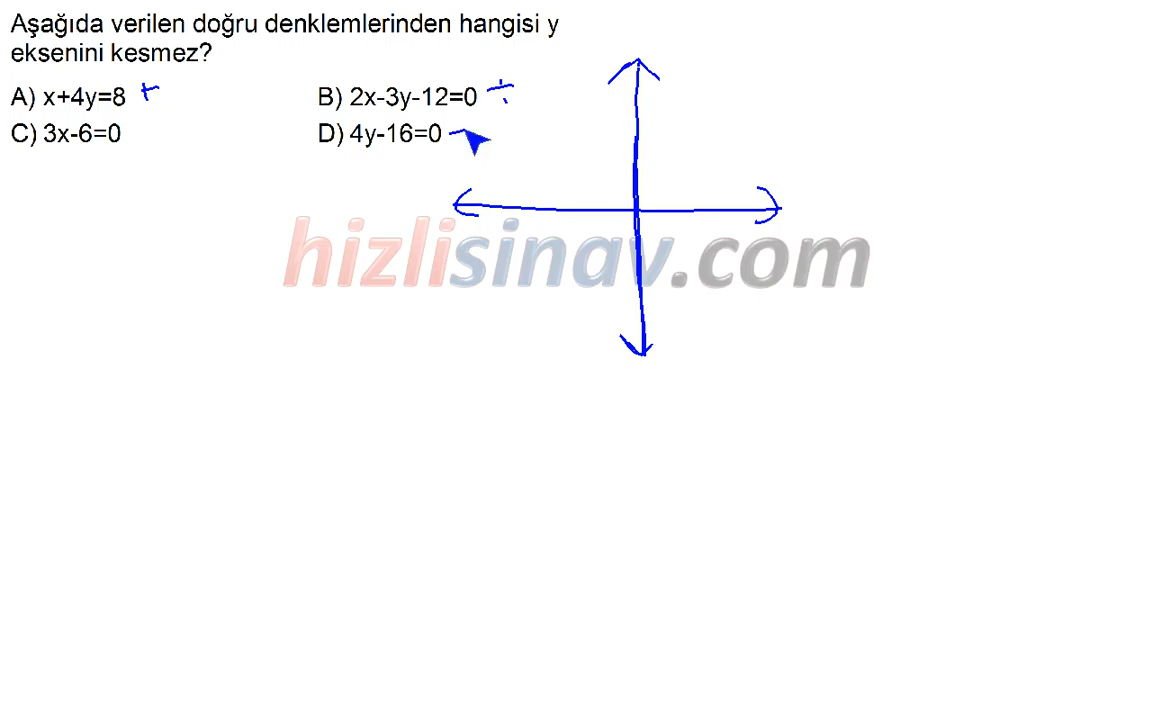 Aşağıda verilen doğru denklemlerinden hangisi y
eksenini kesmez?
A) x+4y=8 B) 2x-3y-12=0
C) 3x-6=0 D) 4y-16=0
hizlisinav.com